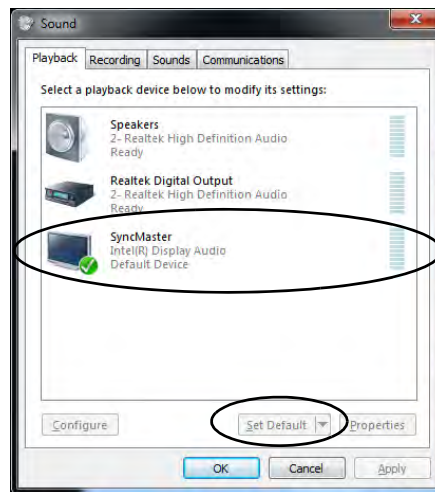 Sound
Playback Recording Sounds Communications
Select a playback device below to modify its settings:
Speakers
2- Realtek High Definition Audio
Ready
Realtek Digital Output
2- Realtek High Definition Audio
Ready
SyncMaster
Intel(R) Display Audio
Default Device
Configure Set Default Properties
OK Cancel Apply